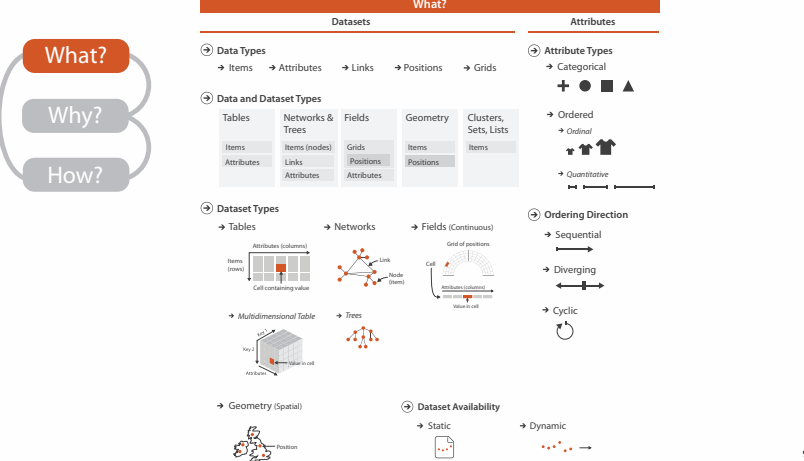 What?
Why?
How?
What?
Datasets
Attributes
Data Types
Items
Attributes
Links
Positions
Grids
Data and Dataset Types
Tables
Items
Attributes
Networks &
Trees
Items (nodes)
Links
Attributes
Fields
Grids
Positions
Attributes
Geometry
Items
Positions
Clusters,
Sets, Lists
Items
Dataset Types
Tables
Attributes (columns)
Items
(rows)
Cell containing value
Networks
Link
Node
(item)
Fields (Continuous)
Grid of positions
Cell
Attributes (columns)
Value in cell
Multidimensional Table
Key 1
Key 2
Attributes
Value in cell
Trees
Geometry (Spatial)
Position
Dataset Availability
Static
Dynamic
Attribute Types
Categorical
Ordered
Ordinal
Quantitative
Ordering Direction
Sequential
Diverging
Cyclic